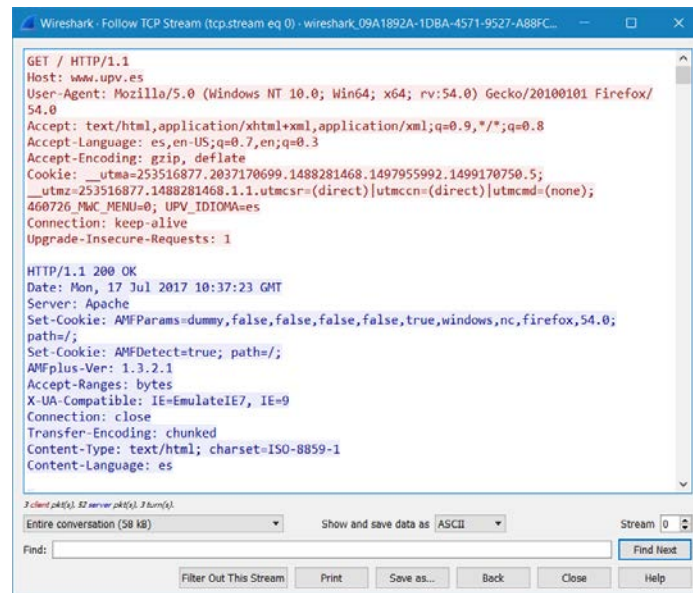 Wireshark · Follow TCP Stream (tcp.stream eq 0) · wireshark_09A1892A-1DBA-4571-9527-A88FC...
GET / HTTP/1.1
Host: www.upv.es
User-Agent: Mozilla/5.0 (Windows NT 10.0; Win64; x64; rv:54.0) Gecko/20100101 Firefox/
54.0
Accept: text/html,application/xhtml+xml,application/xml;q=0.9,*/*;q=0.8
Accept-Language: es,en-US;q=0.7,en;q=0.3
Accept-Encoding: gzip, deflate
Cookie: __utma=253516877.2037170699.1488281468.1497955992.1499170750.5;
__utmz=253516877.1488281468.1.1.utmcsr=(direct)|utmccn=(direct)|utmcmd=(none);
460726_MWC_MENU=0; UPV_IDIOMA=es
Connection: keep-alive
Upgrade-Insecure-Requests: 1
HTTP/1.1 200 OK
Date: Mon, 17 Jul 2017 10:37:23 GMT
Server: Apache
Set-Cookie: AMFParams=dummy,false,false,false,false,true,windows,nc,firefox,54.0;
path=/;
Set-Cookie: AMFDetect=true; path=/;
AMFplus-Ver: 1.3.2.1
Accept-Ranges: bytes
X-UA-Compatible: IE=EmulateIE7, IE=9
Connection: close
Transfer-Encoding: chunked
Content-Type: text/html; charset=ISO-8859-1
Content-Language: es
3 client pkt(s), 52 server pkt(s), 3 turn(s).
Entire conversation (58 kB) Show and save data as ASCII Stream 0
Find: Find Next
Filter Out This Stream Print Save as... Back Close Help